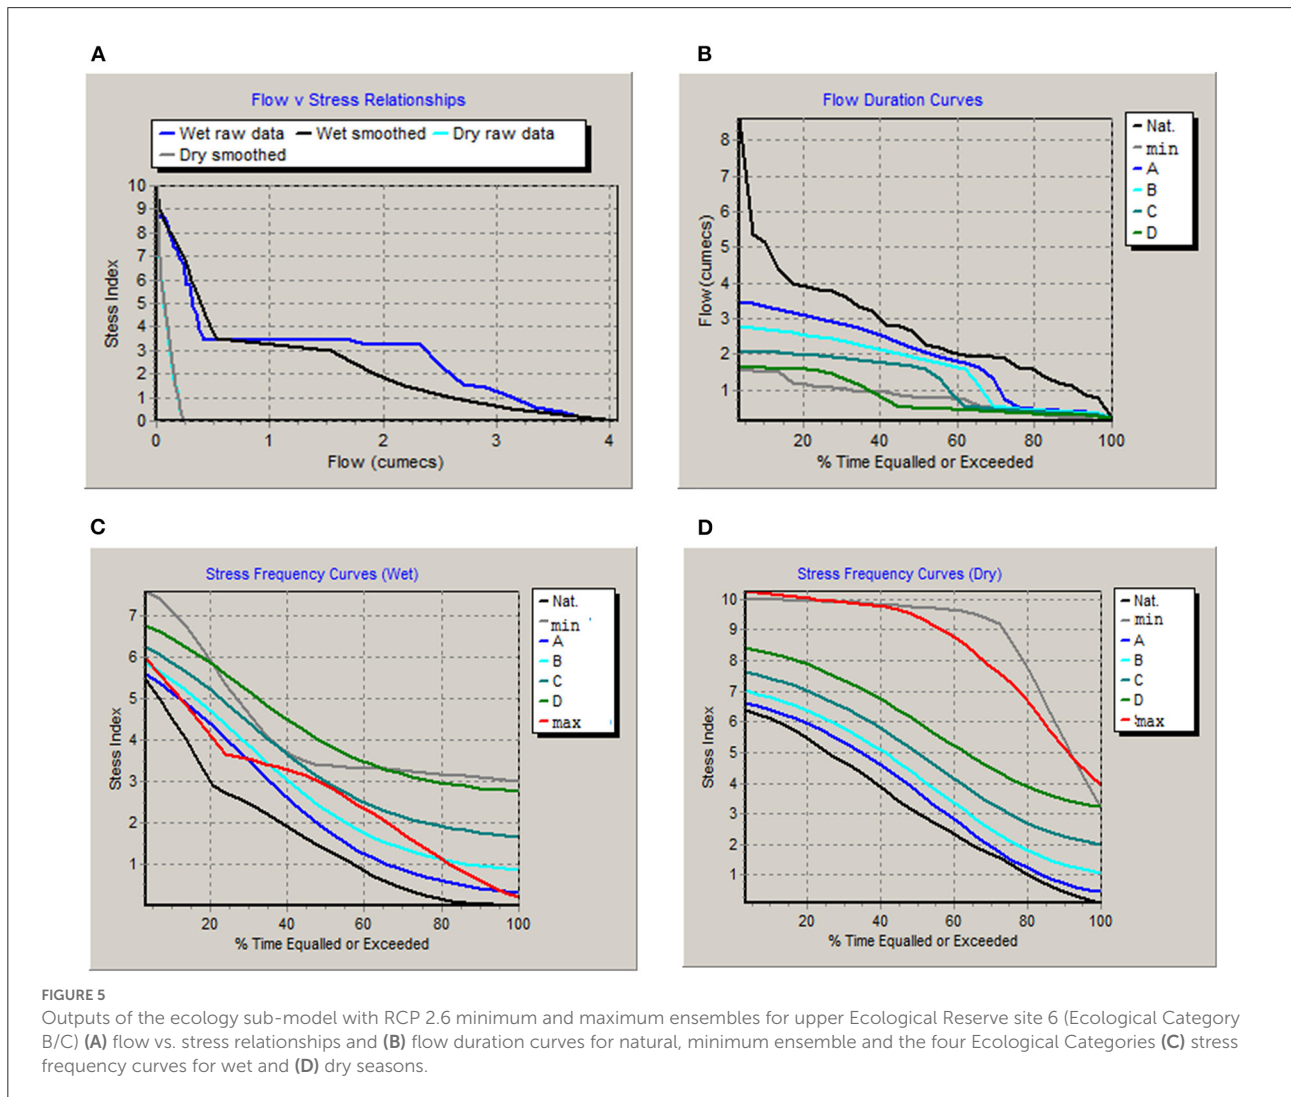 A
Flow v Stress Relationships
Wet raw data Wet smoothed Dry raw data
Dry smoothed
10
9
8
7
6
5
4
3
2
1
0
Stess Index
0 1 2 3 4
Flow (cumecs)
B
Flow Duration Curves
Nat.
min
A
B
C
D
8
7
6
5
4
3
2
1
Flow (cumecs)
20 40 60 80 100
% Time Equalled or Exceeded
C
Stress Frequency Curves (Wet)
Nat.
min
A
B
C
D
max
7
6
5
4
3
2
1
Stess Index
20 40 60 80 100
% Time Equalled or Exceeded
D
Stress Frequency Curves (Dry)
Nat.
min
A
B
C
D
max
10
9
8
7
6
5
4
3
2
1
Stess Index
20 40 60 80 100
% Time Equalled or Exceeded
FIGURE 5
Outputs of the ecology sub-model with RCP 2.6 minimum and maximum ensembles for upper Ecological Reserve site 6 (Ecological Category
B/C) (A) flow vs. stress relationships and (B) flow duration curves for natural, minimum ensemble and the four Ecological Categories (C) stress
frequency curves for wet and (D) dry seasons.